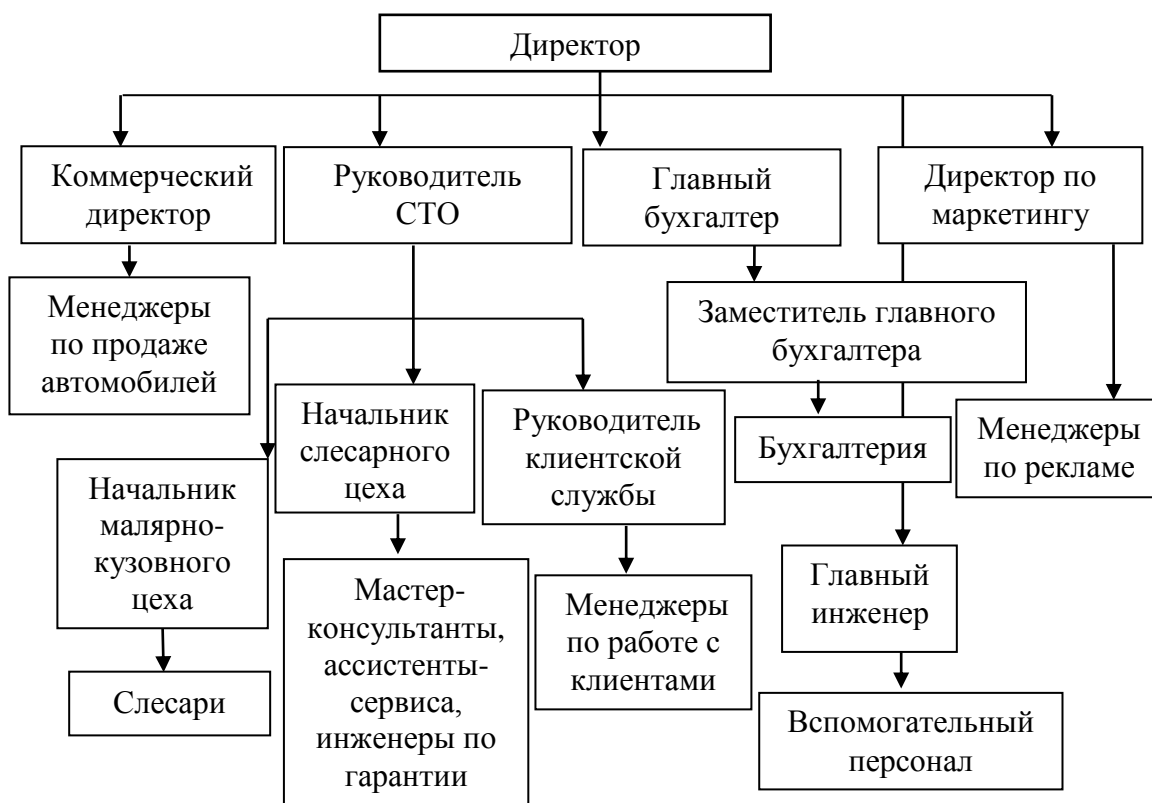 Директор
Коммерческий
директор
Руководитель
СТО
Главный
бухгалтер
Директор по
маркетингу
Менеджеры
по продаже
автомобилей
Заместитель главного
бухгалтера
Начальник
слесарного
цеха
Руководитель
клиентской
службы
Бухгалтерия
Менеджеры
по рекламе
Начальник
малярно-
кузовного
цеха
Мастер-
консультанты,
ассистенты-
сервиса,
инженеры по
гарантии
Менеджеры
по работе с
клиентами
Главный
инженер
Слесари
Вспомогательный
персонал